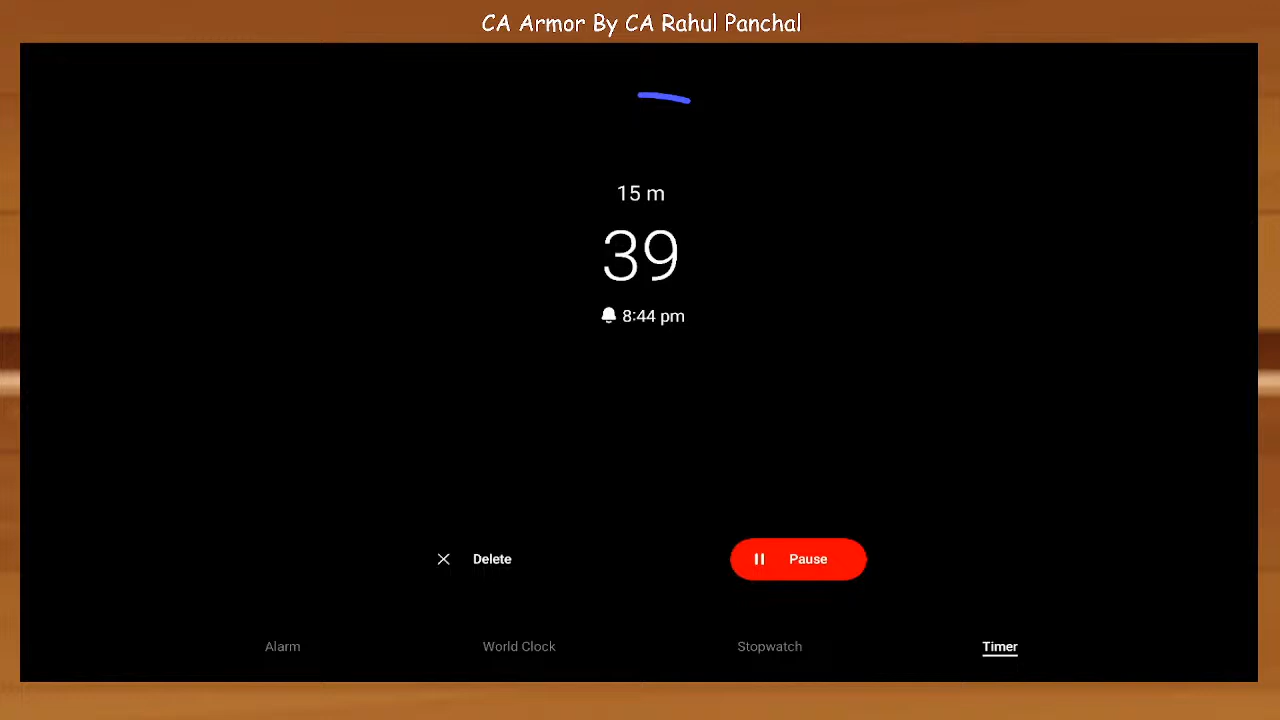 CA Armor By CA Rahul Panchal
15 m
39
8:44 pm
Delete
Pause
Alarm
World Clock
Stopwatch
Timer